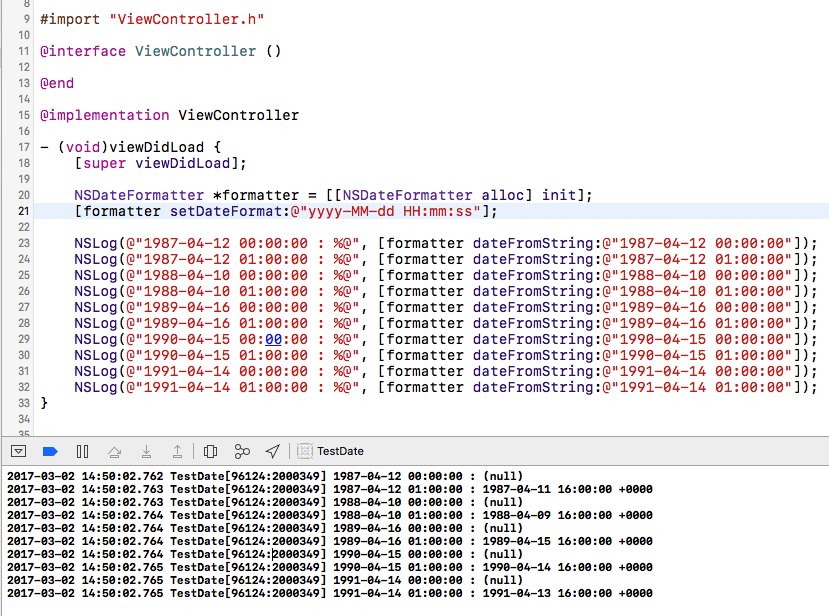 8
9 #import "ViewController.h"
10
11 @interface ViewController ()
12
13 @end
14
15 @implementation ViewController
16
17 - (void)viewDidLoad {
18 [super viewDidLoad];
19
20 NSDateFormatter *formatter = [[NSDateFormatter alloc] init];
21 [formatter setDateFormat:@"yyyy-MM-dd HH:mm:ss"];
22
23 NSLog(@"1987-04-12 00:00:00 : %@", [formatter dateFromString:@"1987-04-12 00:00:00"]);
24 NSLog(@"1987-04-12 01:00:00 : %@", [formatter dateFromString:@"1987-04-12 01:00:00"]);
25 NSLog(@"1988-04-10 00:00:00 : %@", [formatter dateFromString:@"1988-04-10 00:00:00"]);
26 NSLog(@"1988-04-10 01:00:00 : %@", [formatter dateFromString:@"1988-04-10 01:00:00"]);
27 NSLog(@"1989-04-16 00:00:00 : %@", [formatter dateFromString:@"1989-04-16 00:00:00"]);
28 NSLog(@"1989-04-16 01:00:00 : %@", [formatter dateFromString:@"1989-04-16 01:00:00"]);
29 NSLog(@"1990-04-15 00:00:00 : %@", [formatter dateFromString:@"1990-04-15 00:00:00"]);
30 NSLog(@"1990-04-15 01:00:00 : %@", [formatter dateFromString:@"1990-04-15 01:00:00"]);
31 NSLog(@"1991-04-14 00:00:00 : %@", [formatter dateFromString:@"1991-04-14 00:00:00"]);
32 NSLog(@"1991-04-14 01:00:00 : %@", [formatter dateFromString:@"1991-04-14 01:00:00"]);
33 }
34
35
TestDate
2017-03-02 14:50:02.762 TestDate[96124:2000349] 1987-04-12 00:00:00 : (null)
2017-03-02 14:50:02.763 TestDate[96124:2000349] 1987-04-12 01:00:00 : 1987-04-11 16:00:00 +0000
2017-03-02 14:50:02.763 TestDate[96124:2000349] 1988-04-10 00:00:00 : (null)
2017-03-02 14:50:02.764 TestDate[96124:2000349] 1988-04-10 01:00:00 : 1988-04-09 16:00:00 +0000
2017-03-02 14:50:02.764 TestDate[96124:2000349] 1989-04-16 00:00:00 : (null)
2017-03-02 14:50:02.764 TestDate[96124:2000349] 1989-04-16 01:00:00 : 1989-04-15 16:00:00 +0000
2017-03-02 14:50:02.764 TestDate[96124:2000349] 1990-04-15 00:00:00 : (null)
2017-03-02 14:50:02.765 TestDate[96124:2000349] 1990-04-15 01:00:00 : 1990-04-14 16:00:00 +0000
2017-03-02 14:50:02.765 TestDate[96124:2000349] 1991-04-14 00:00:00 : (null)
2017-03-02 14:50:02.765 TestDate[96124:2000349] 1991-04-14 01:00:00 : 1991-04-13 16:00:00 +0000